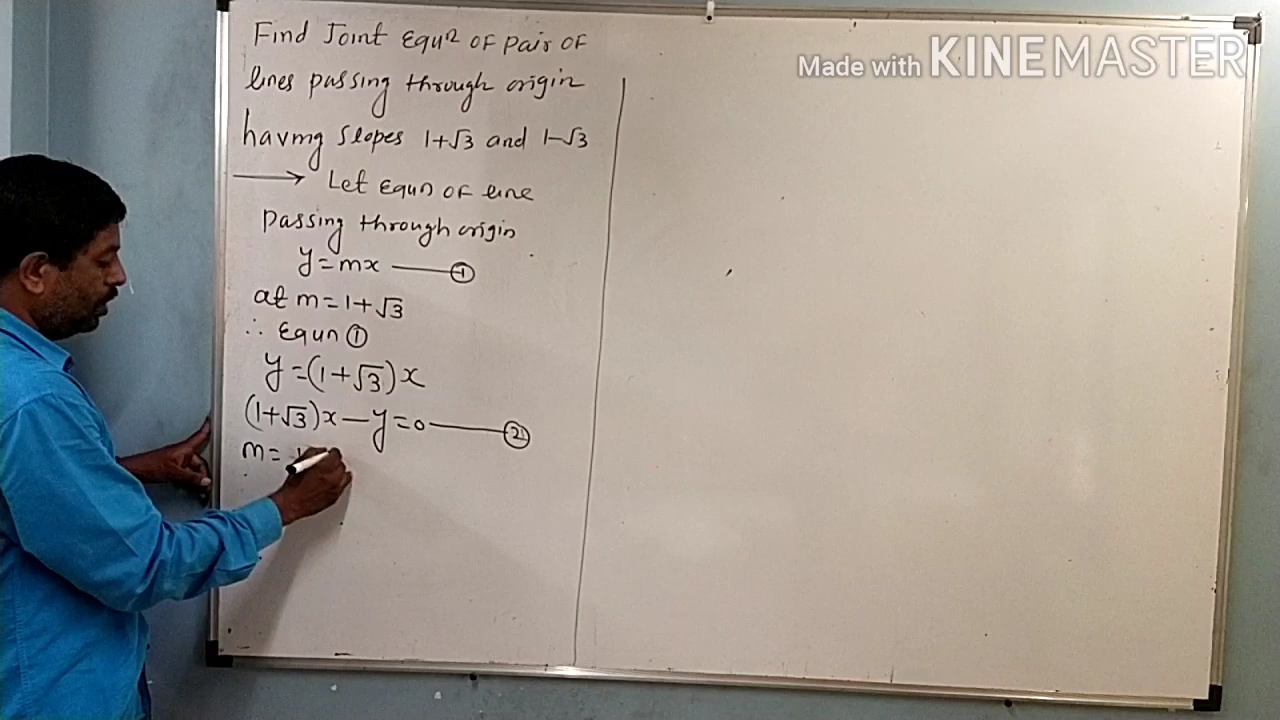 Find Joint Equn OF pair OF
lines passing through origin
having slopes 1+√3 and 1-√3
→ Let Equn OF line
passing through origin
y=mx —— ①
at m=1+√3
∴ Equn ①
y=(1+√3)x
(1+√3)x—y=0 —— ②
m=
Made with KINEMASTER